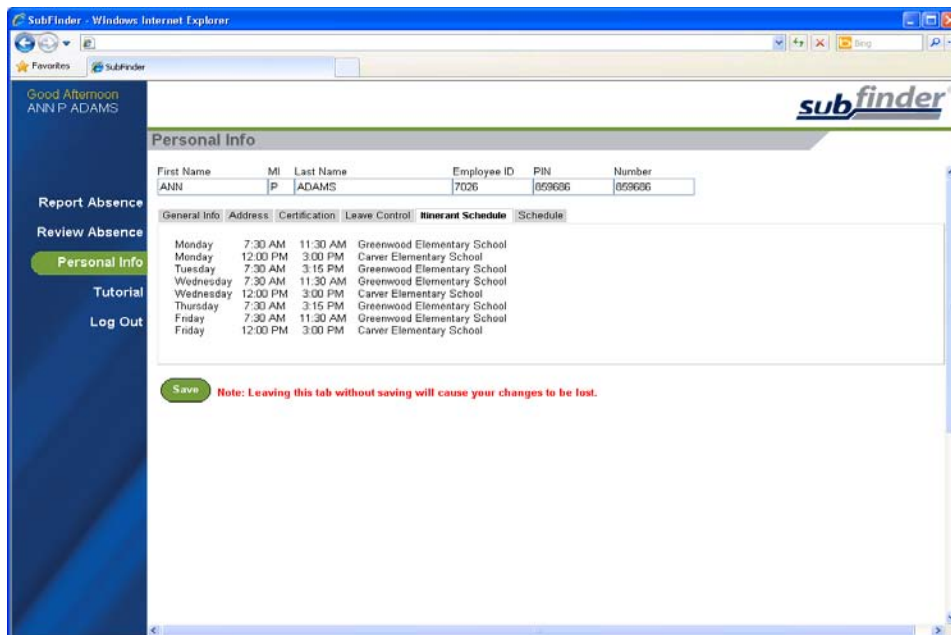 SubFinder - Windows Internet Explorer
Bing
Favorites SubFinder
Good Afternoon
ANN P ADAMS
subfinder
Personal Info
First Name MI Last Name Employee ID PIN Number
ANN P ADAMS 7026 859686 859686
General Info Address Certification Leave Control Itinerant Schedule Schedule
Report Absence
Review Absence
Personal Info
Tutorial
Log Out
Monday 7:30 AM 11:30 AM Greenwood Elementary School
Monday 12:00 PM 3:00 PM Carver Elementary School
Tuesday 7:30 AM 3:15 PM Greenwood Elementary School
Wednesday 7:30 AM 11:30 AM Greenwood Elementary School
Wednesday 12:00 PM 3:00 PM Carver Elementary School
Thursday 7:30 AM 3:15 PM Greenwood Elementary School
Friday 7:30 AM 11:30 AM Greenwood Elementary School
Friday 12:00 PM 3:00 PM Carver Elementary School
Save Note: Leaving this tab without saving will cause your changes to be lost.